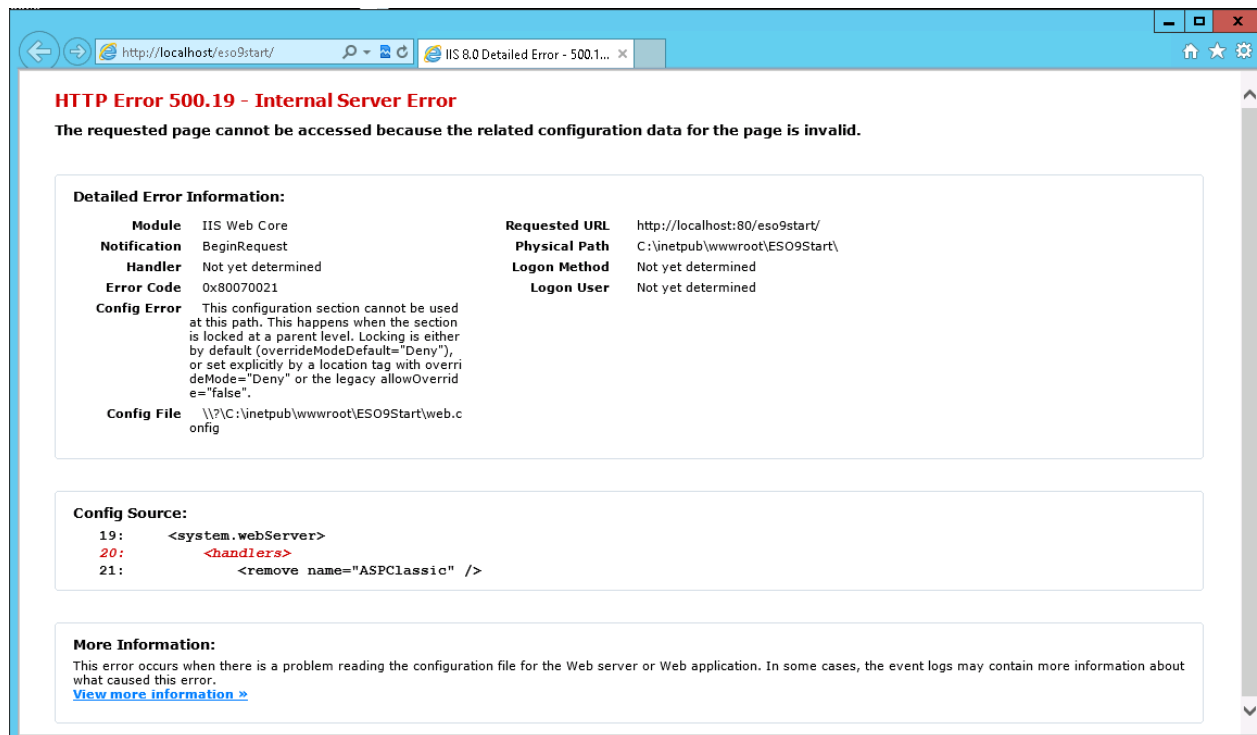 http://localhost/eso9start/
IIS 8.0 Detailed Error - 500.1...
HTTP Error 500.19 - Internal Server Error
The requested page cannot be accessed because the related configuration data for the page is invalid.
Detailed Error Information:
Module IIS Web Core
Notification BeginRequest
Handler Not yet determined
Error Code 0x80070021
Config Error This configuration section cannot be used
at this path. This happens when the section
is locked at a parent level. Locking is either
by default (overrideModeDefault="Deny"),
or set explicitly by a location tag with overri
deMode="Deny" or the legacy allowOverrid
e="false".
Config File \\?\C:\inetpub\wwwroot\ESO9Start\web.c
onfig
Requested URL http://localhost:80/eso9start/
Physical Path C:\inetpub\wwwroot\ESO9Start\
Logon Method Not yet determined
Logon User Not yet determined
Config Source:
19: <system.webServer>
20: <handlers>
21: <remove name="ASPClassic" />
More Information:
This error occurs when there is a problem reading the configuration file for the Web server or Web application. In some cases, the event logs may contain more information about
what caused this error.
View more information »